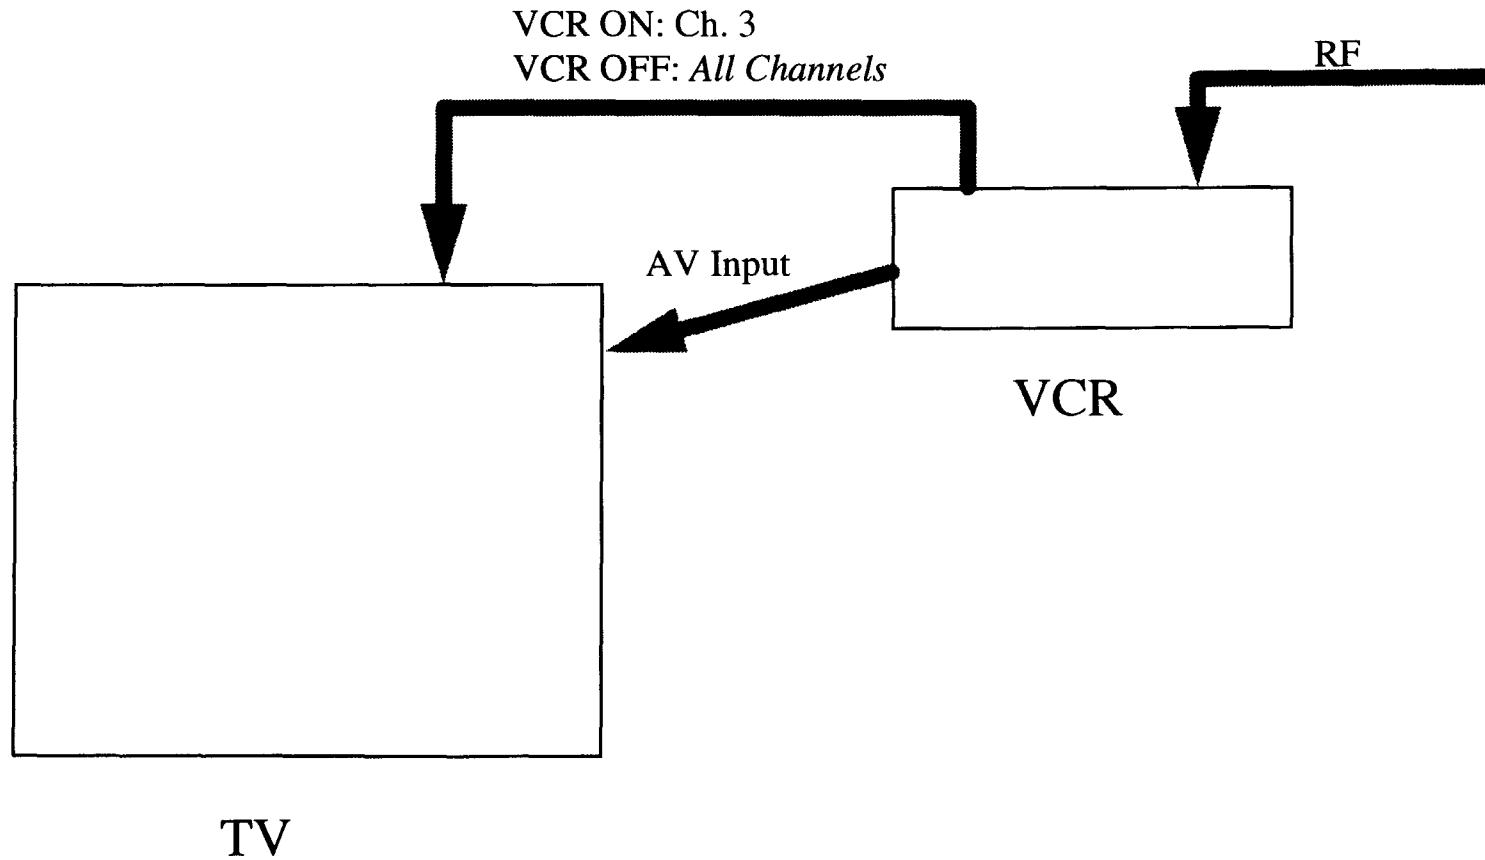 VCR ON: Ch. 3
VCR OFF: All Channels
RF
AV Input
VCR
TV